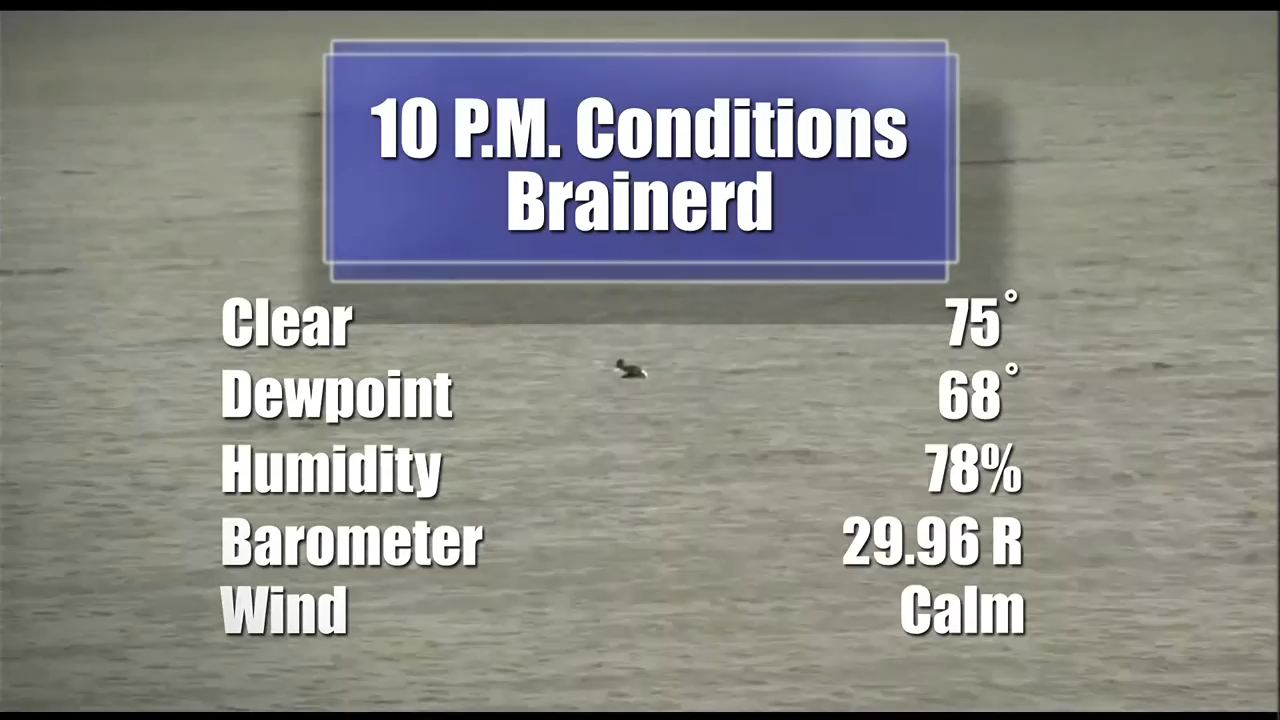 10 P.M. Conditions
Brainerd
Clear 75°
Dewpoint 68°
Humidity 78%
Barometer 29.96 R
Wind Calm